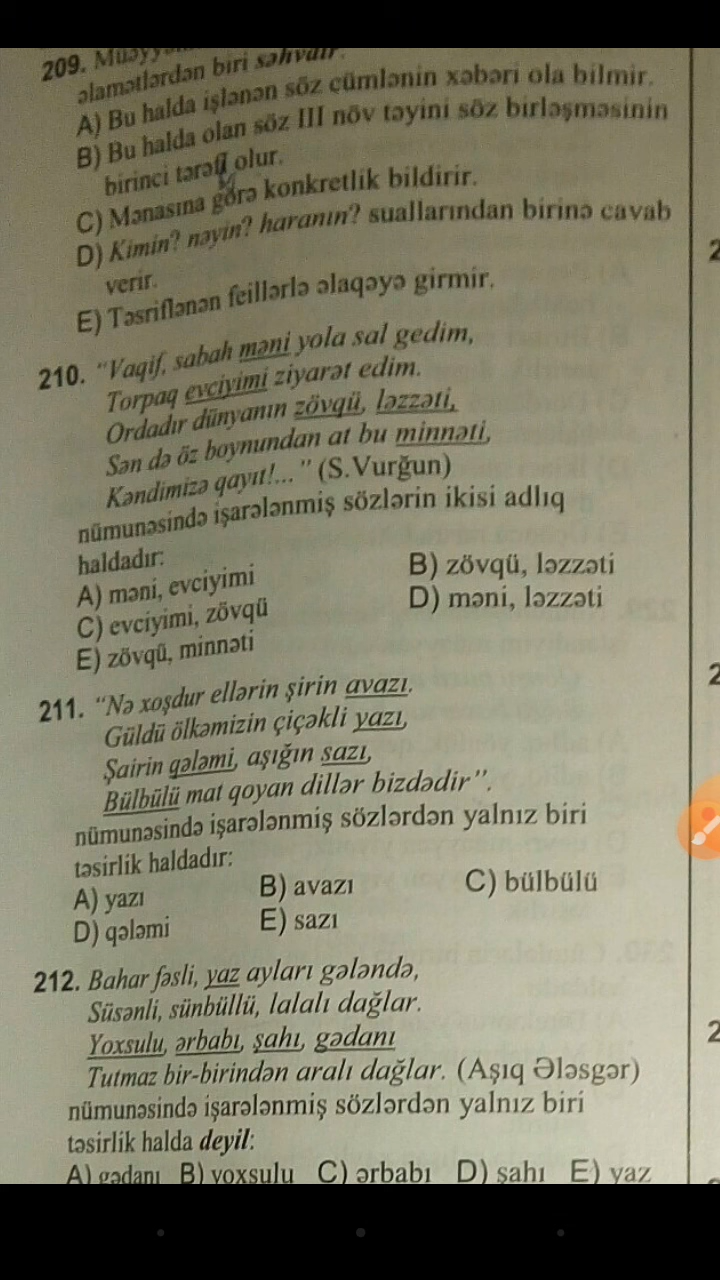 209.
əlamətlərdən biri səhvdir.
A) Bu halda işlənən söz cümlənin xəbəri ola bilmir.
B) Bu halda olan söz III növ təyini söz birləşməsinin
birinci tərəfi olur.
C) Mənasına görə konkretlik bildirir.
D) Kimin? nəyin? haranın? suallarından birinə cavab
verir.
E) Təsriflənən feillərlə əlaqəyə girmir.
210. “Vaqif, sabah məni yola sal gedim,
Torpaq evciyimi ziyarət edim.
Ordadır dünyanın zövqü, ləzzəti,
Sən də öz boynundan at bu minnəti,
Kəndimizə qayıt!...” (S.Vurğun)
nümunəsində işarələnmiş sözlərin ikisi adlıq
haldadır:
A) məni, evciyimi B) zövqü, ləzzəti
C) evciyimi, zövqü D) məni, ləzzəti
E) zövqü, minnəti
211. “Nə xoşdur ellərin şirin avazı.
Güldü ölkəmizin çiçəkli yazı,
Şairin qələmi, aşığın sazı,
Bülbülü mat qoyan dillər bizdədir”.
nümunəsində işarələnmiş sözlərdən yalnız biri
təsirlik haldadır:
A) yazı B) avazı C) bülbülü
D) qələmi E) sazı
212. Bahar fəsli, yaz ayları gələndə,
Süsənli, sünbüllü, lalalı dağlar.
Yoxsulu, ərbabı, şahı, gədanı
Tutmaz bir-birindən aralı dağlar. (Aşıq Ələsgər)
nümunəsində işarələnmiş sözlərdən yalnız biri
təsirlik halda deyil:
A) gədanı B) yoxsulu C) ərbabı D) şahı E) yaz